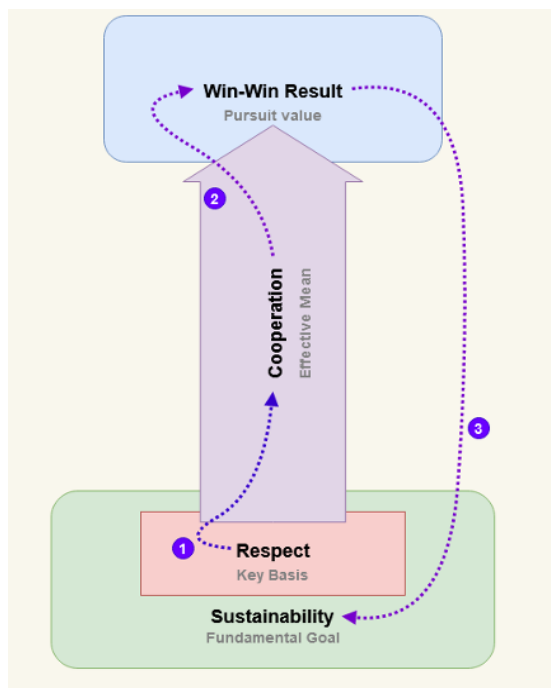 Win-Win Result
Pursuit value
2
Cooperation
Effective Mean
3
1
Respect
Key Basis
Sustainability
Fundamental Goal